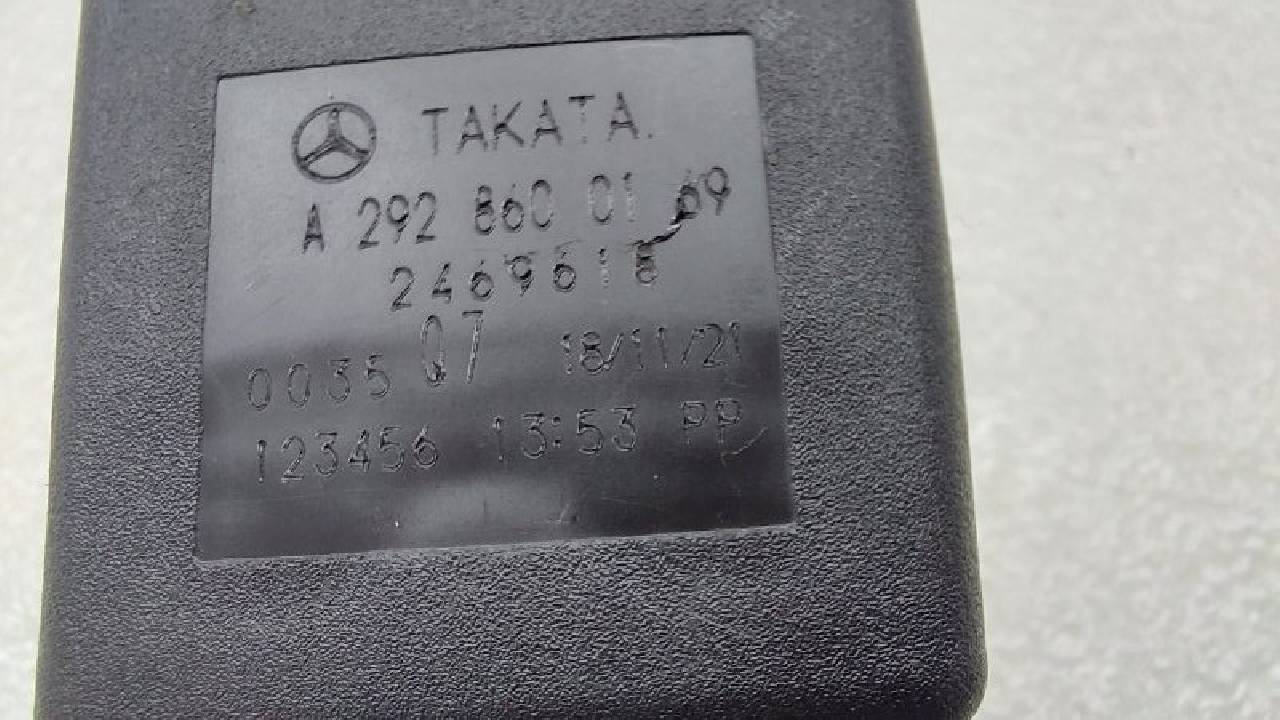 TAKATA.
A 292 860 01 69
2469618
0035 Q7 18/11/21
123456 13:53 PP